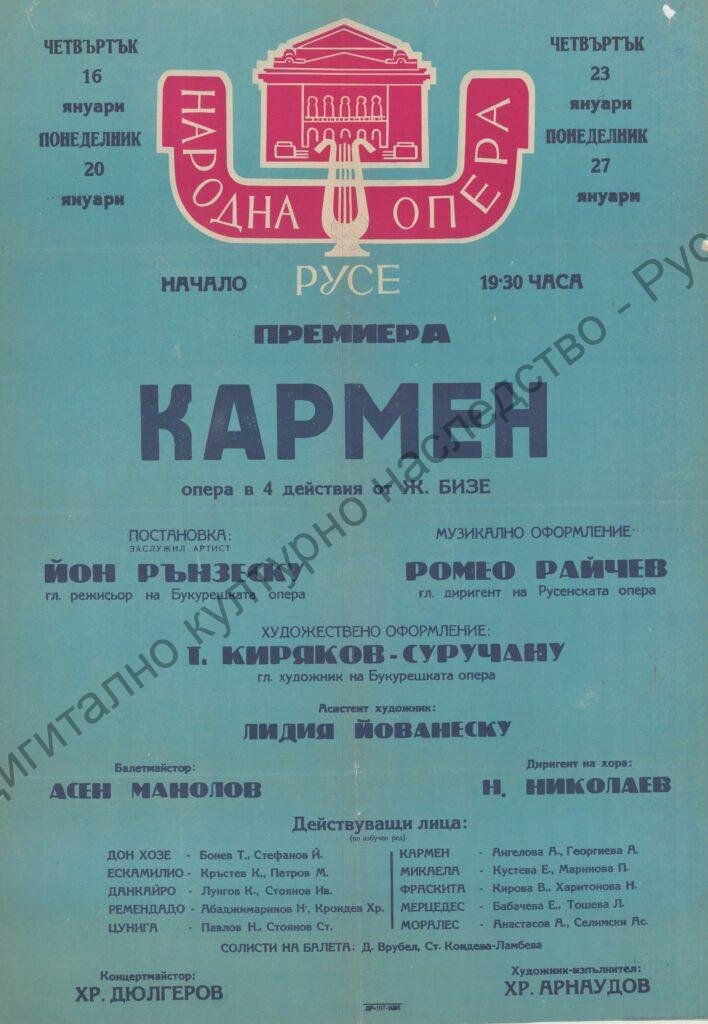 ЧЕТВЪРТЪК
16
януари
ПОНЕДЕЛНИК
20
януари
ЧЕТВЪРТЪК
23
януари
ПОНЕДЕЛНИК
27
януари
НАРОДНА ОПЕРА
РУСЕ
НАЧАЛО
19·30 ЧАСА
ПРЕМИЕРА
КАРМЕН
опера в 4 действия от Ж. БИЗЕ
ПОСТАНОВКА:
ЗАСЛУЖИЛ АРТИСТ
ЙОН РЪНЗЕСКУ
гл. режисьор на Букурещката опера
МУЗИКАЛНО ОФОРМЛЕНИЕ
РОМЕО РАЙЧЕВ
гл. диригент на Русенската опера
ХУДОЖЕСТВЕНО ОФОРМЛЕНИЕ:
Т. КИРЯКОВ-СУРУЧАНУ
гл. художник на Букурещката опера
Асистент художник:
ЛИДИЯ ЙОВАНЕСКУ
Балетмайстор:
АСЕН МАНОЛОВ
Диригент на хора:
Н. НИКОЛАЕВ
Действуващи лица:
(по азбучен ред)
ДОН ХОЗЕ - Бонев Т., Стефанов Й.
ЕСКАМИЛИО - Кръстев К., Петров М.
ДАНКАЙРО - Лунгов К., Стоянов Ив.
РЕМЕНДАДО - Абаджимаринов Н., Крондев Хр.
ЦУНИГА - Павлов Н., Стоянов Ст.
КАРМЕН - Ангелова А., Георгиева А.
МИКАЕЛА - Кустева Е., Маринова П.
ФРАСКИТА - Кирова В., Харитонова Н.
МЕРЦЕДЕС - Бабачева Е., Тошева Л.
МОРАЛЕС - Анастасов А., Селимски Ас.
СОЛИСТИ НА БАЛЕТА: Д. Врубел, Ст. Кондева-Ламбева
Концертмайстор:
ХР. ДЮЛГЕРОВ
Художник-изпълнител:
ХР. АРНАУДОВ
Дигитално културно наследство - Рус